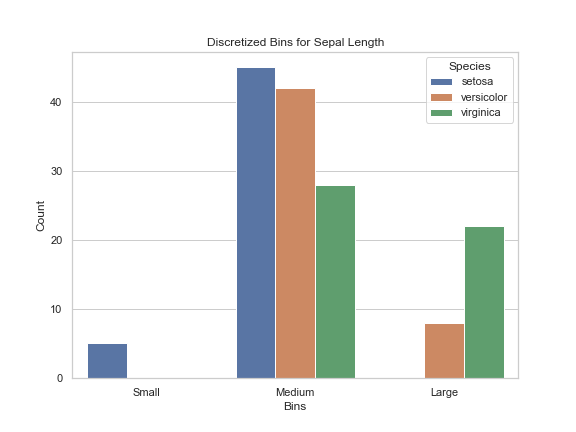 Discretized Bins for Sepal Length
Species
setosa
versicolor
virginica
Count
40
30
20
10
0
Small Medium Large
Bins